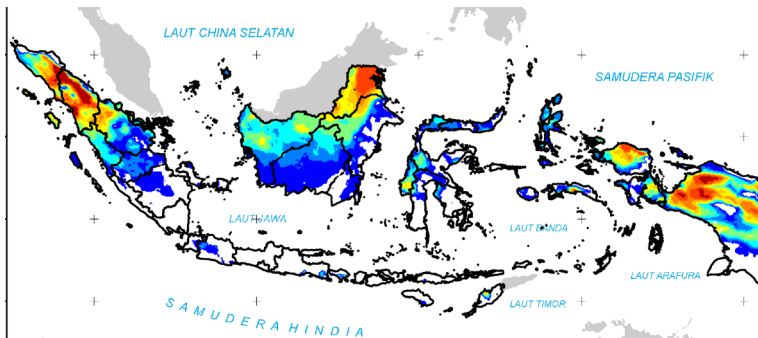 LAUT CHINA SELATAN
SAMUDERA PASIFIK
LAUT JAWA
LAUT BANDA
LAUT ARAFURA
LAUT TIMOR
SAMUDERA HINDIA